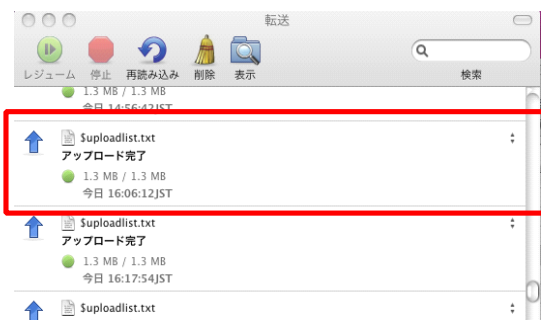 転送
レジューム 停止 再読み込み 削除 表示 検索
1.3 MB / 1.3 MB
今日 14:56:42JST
$uploadlist.txt
アップロード完了
1.3 MB / 1.3 MB
今日 16:06:12JST
$uploadlist.txt
アップロード完了
1.3 MB / 1.3 MB
今日 16:17:54JST
$uploadlist.txt